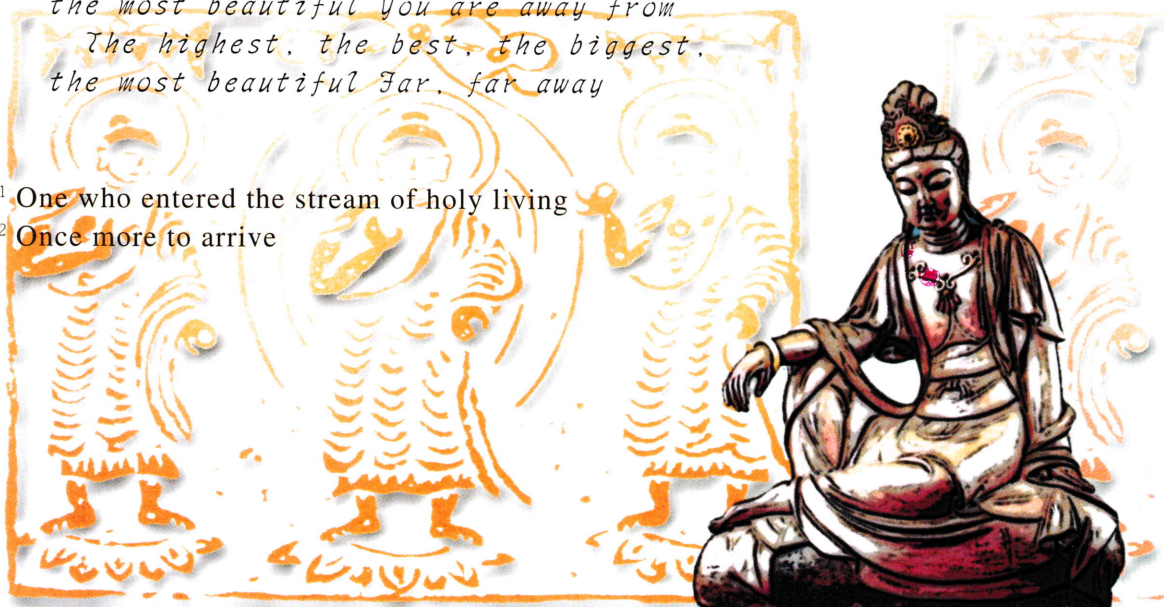 the most beautiful You are away from
The highest, the best, the biggest,
the most beautiful Far, far away
1 One who entered the stream of holy living
2 Once more to arrive